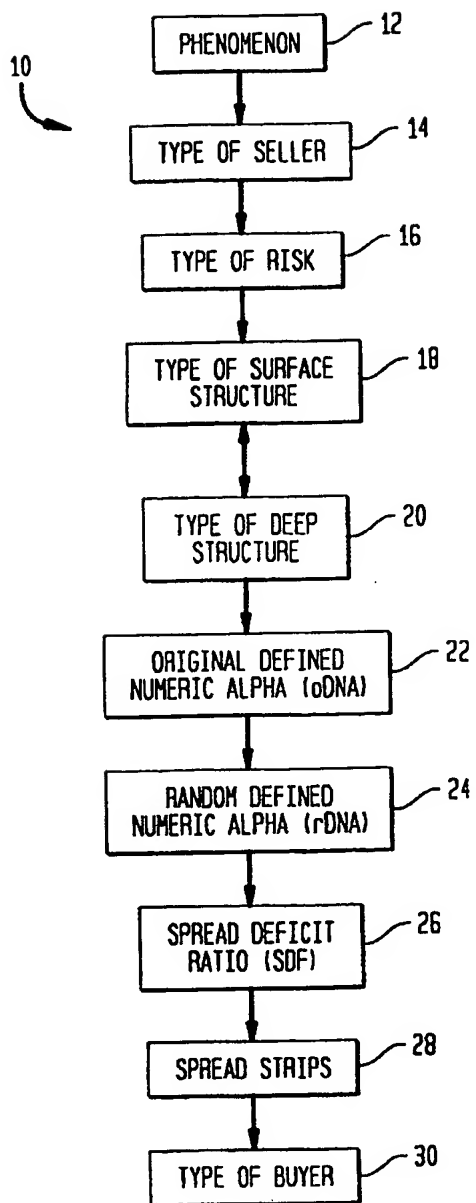 PHENOMENON
12
10
TYPE OF SELLER
14
TYPE OF RISK
16
TYPE OF SURFACE
STRUCTURE
18
TYPE OF DEEP
STRUCTURE
20
ORIGINAL DEFINED
NUMERIC ALPHA (oDNA)
22
RANDOM DEFINED
NUMERIC ALPHA (rDNA)
24
SPREAD DEFICIT
RATIO (SDF)
26
SPREAD STRIPS
28
TYPE OF BUYER
30